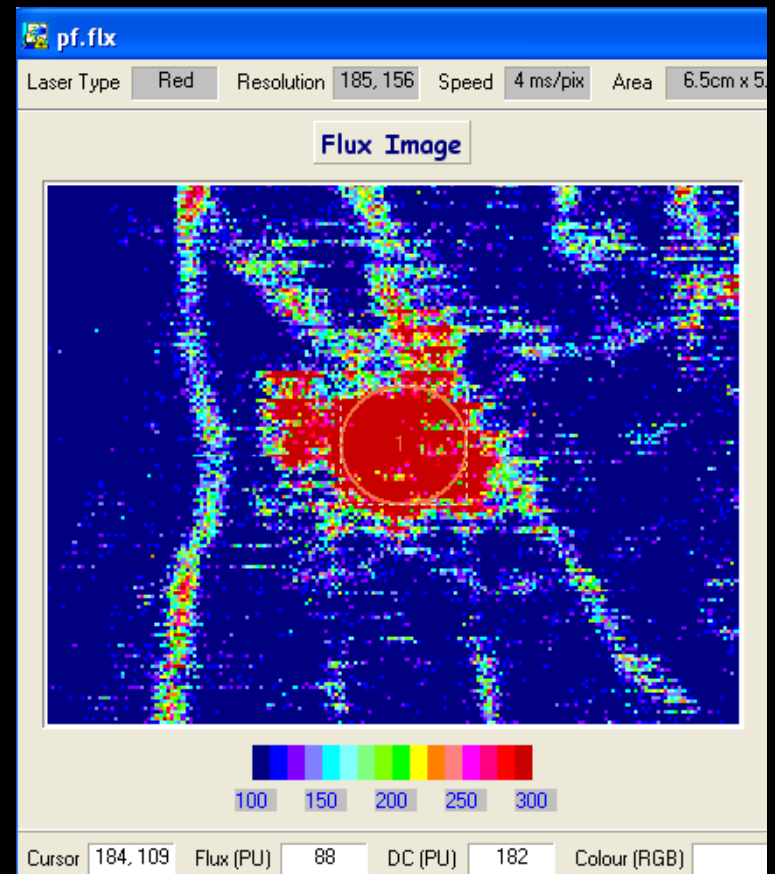 pf.flx
Laser Type Red Resolution 185, 156 Speed 4 ms/pix Area 6.5cm x 5.
Flux Image
1
100 150 200 250 300
Cursor 184, 109 Flux (PU) 88 DC (PU) 182 Colour (RGB)